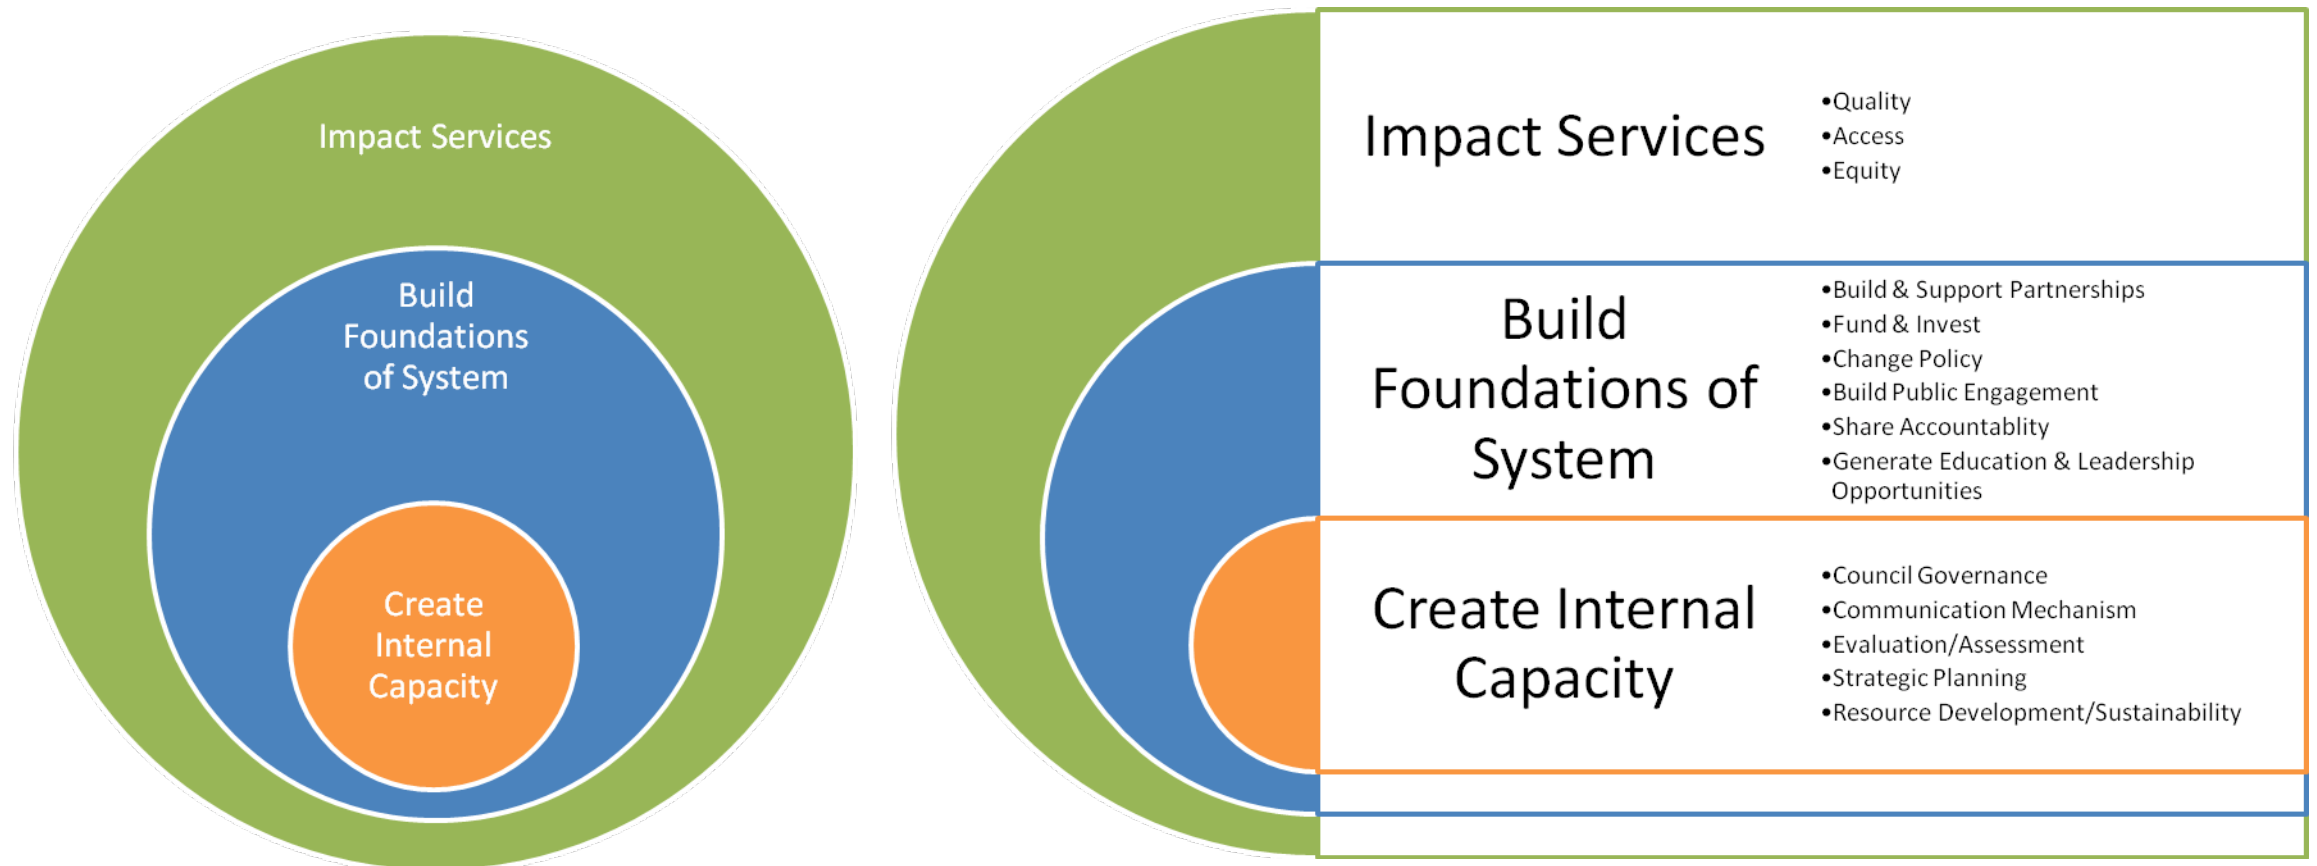 Impact Services
Build
Foundations
of System
Create
Internal
Capacity
Impact Services
•Quality
•Access
•Equity
Build
Foundations of
System
•Build & Support Partnerships
•Fund & Invest
•Change Policy
•Build Public Engagement
•Share Accountablity
•Generate Education & Leadership
Opportunities
Create Internal
Capacity
•Council Governance
•Communication Mechanism
•Evaluation/Assessment
•Strategic Planning
•Resource Development/Sustainability